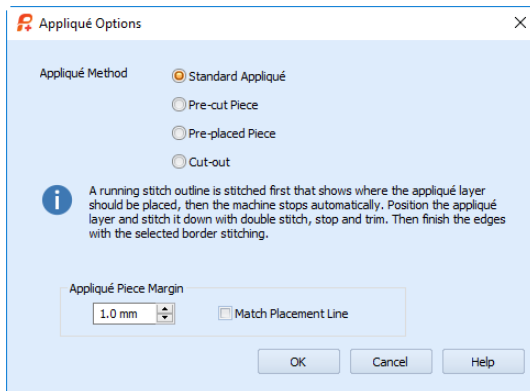 Appliqué Options
Appliqué Method
Standard Appliqué
Pre-cut Piece
Pre-placed Piece
Cut-out
A running stitch outline is stitched first that shows where the appliqué layer
should be placed, then the machine stops automatically. Position the appliqué
layer and stitch it down with double stitch, stop and trim. Then finish the edges
with the selected border stitching.
Appliqué Piece Margin
1.0 mm
Match Placement Line
OK Cancel Help